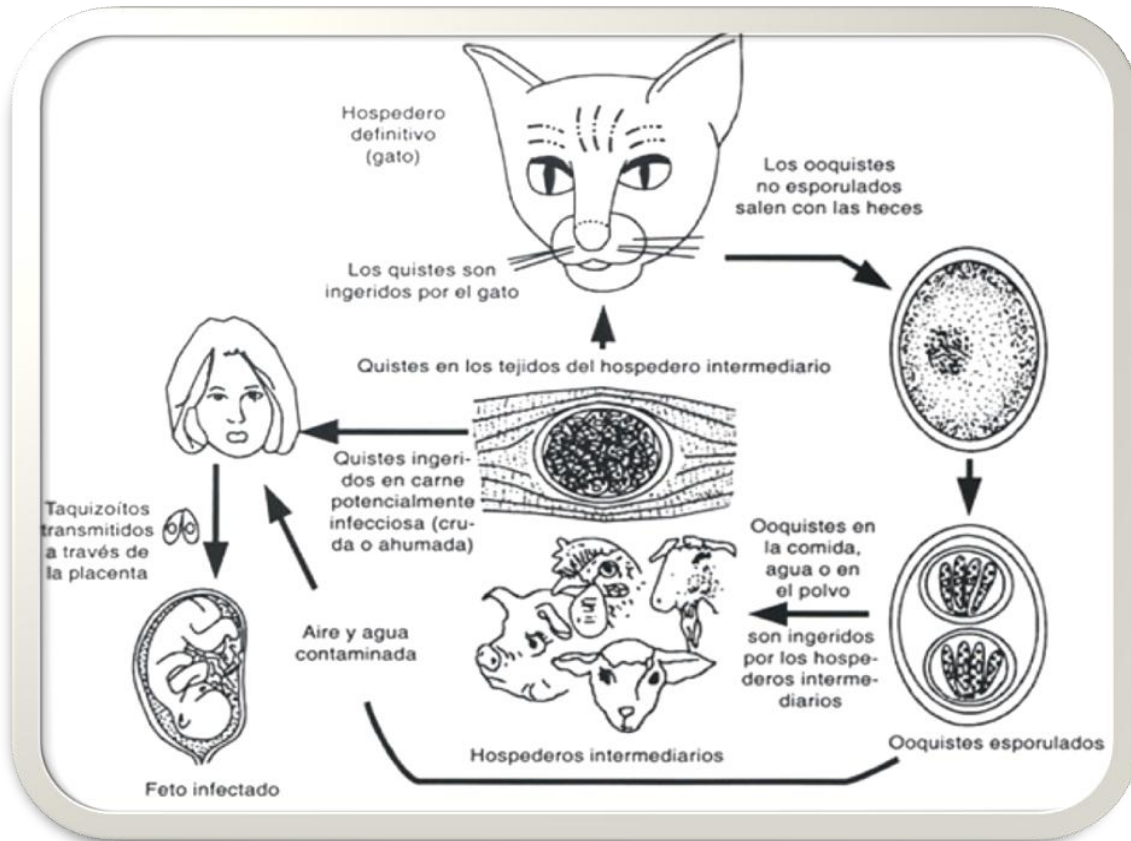 Hospedero
definitivo
(gato)
Los ooquistes
no esporulados
salen con las heces
Los quistes son
ingeridos por el gato
Quistes en los tejidos del hospedero intermediario
Quistes ingeri-
dos en carne
potencialmente
infecciosa (cru-
da o ahumada)
Taquizoítos
transmitidos
a través de
la placenta
Ooquistes en
la comida,
agua o en
el polvo
son ingeridos
por los hospe-
deros interme-
diarios
Aire y agua
contaminada
Hospederos intermediarios
Ooquistes esporulados
Feto infectado